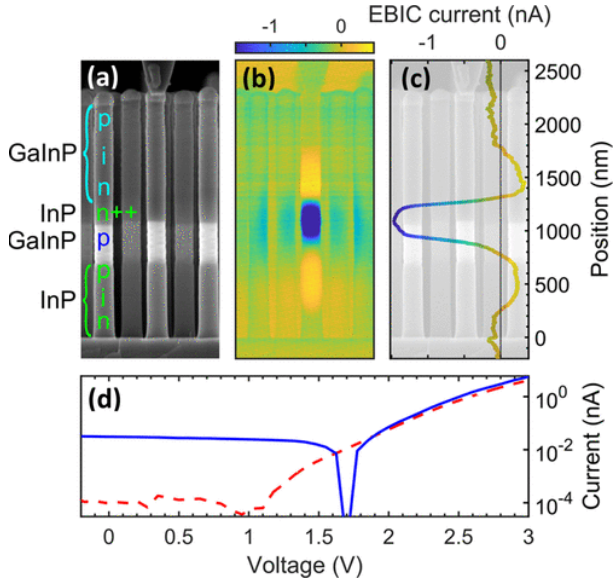 EBIC current (nA)
-1 0
-1 0
(a)
(b)
(c)
GaInP
p
i
n
InP
n++
GaInP
p
InP
p
i
n
2500
2000
1500
1000
500
0
Position (nm)
(d)
10^0
10^-2
10^-4
Current (nA)
0 0.5 1 1.5 2 2.5 3
Voltage (V)